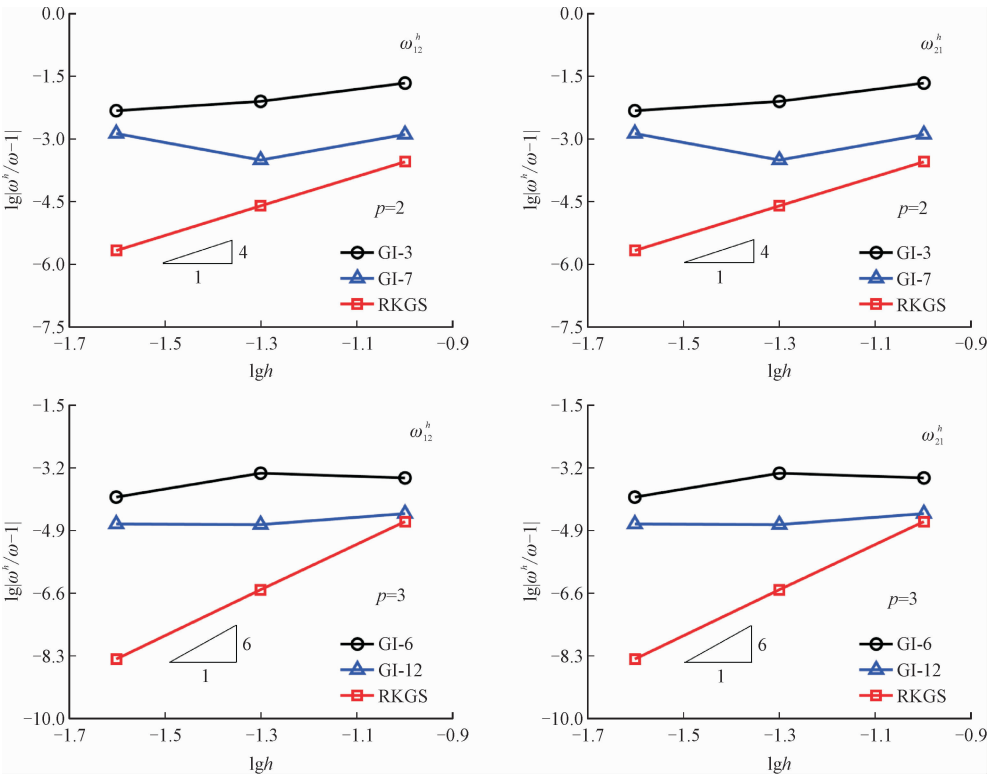 0.0
−1.5
−3.0
−4.5
−6.0
−7.5
lg|ωʰ/ω−1|
ω₁₂ʰ
p=2
4
1
GI-3
GI-7
RKGS
−1.7
−1.5
−1.3
−1.1
−0.9
lgh
0.0
−1.5
−3.0
−4.5
−6.0
−7.5
lg|ωʰ/ω−1|
ω₂₁ʰ
p=2
4
1
GI-3
GI-7
RKGS
−1.7
−1.5
−1.3
−1.1
−0.9
lgh
−1.5
−3.2
−4.9
−6.6
−8.3
−10.0
lg|ωʰ/ω−1|
ω₁₂ʰ
p=3
6
1
GI-6
GI-12
RKGS
−1.7
−1.5
−1.3
−1.1
−0.9
lgh
−1.5
−3.2
−4.9
−6.6
−8.3
−10.0
lg|ωʰ/ω−1|
ω₂₁ʰ
p=3
6
1
GI-6
GI-12
RKGS
−1.7
−1.5
−1.3
−1.1
−0.9
lgh